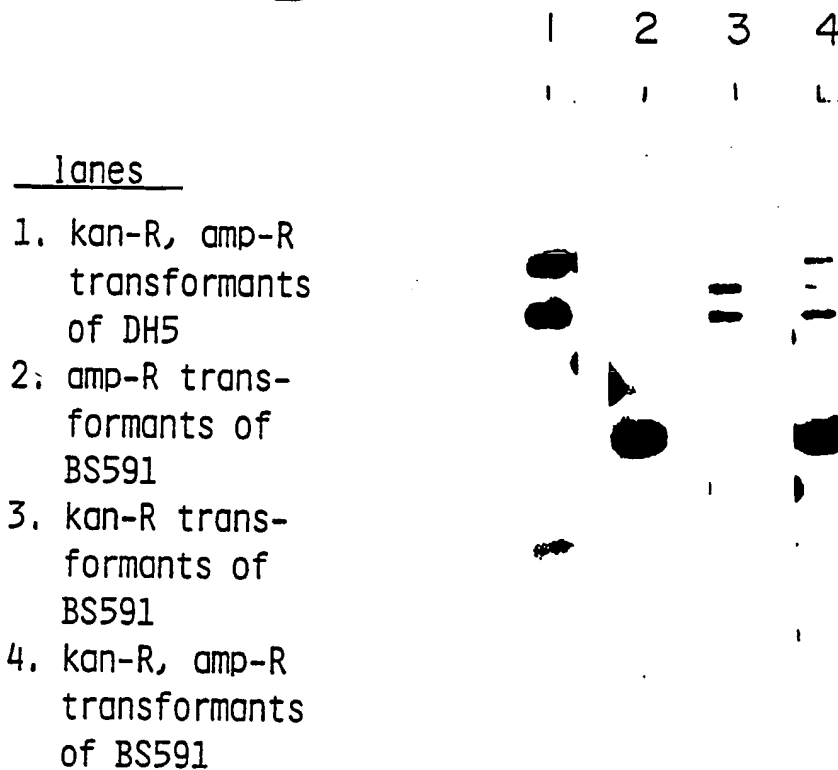 1 2 3 4
lanes
1. kan-R, amp-R
transformants
of DH5
2. amp-R trans-
formants of
BS591
3. kan-R trans-
formants of
BS591
4. kan-R, amp-R
transformants
of BS591